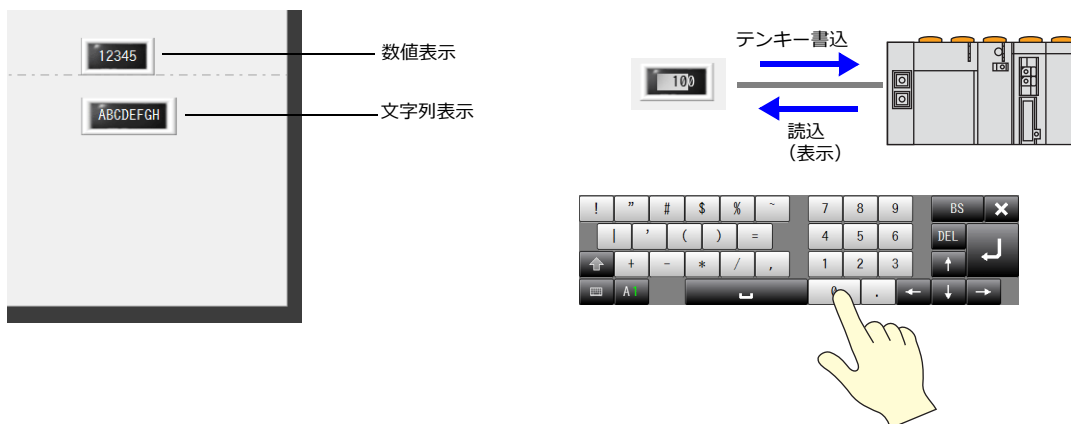 12345
数値表示
ABCDEFGH
文字列表示
テンキー書込
100
読込
（表示）
! ” # $ % ~ 7 8 9 BS ×
| ’ ( ) = 4 5 6 DEL
+ - * / , 1 2 3 ↑
A1 0 . ← ↓ →